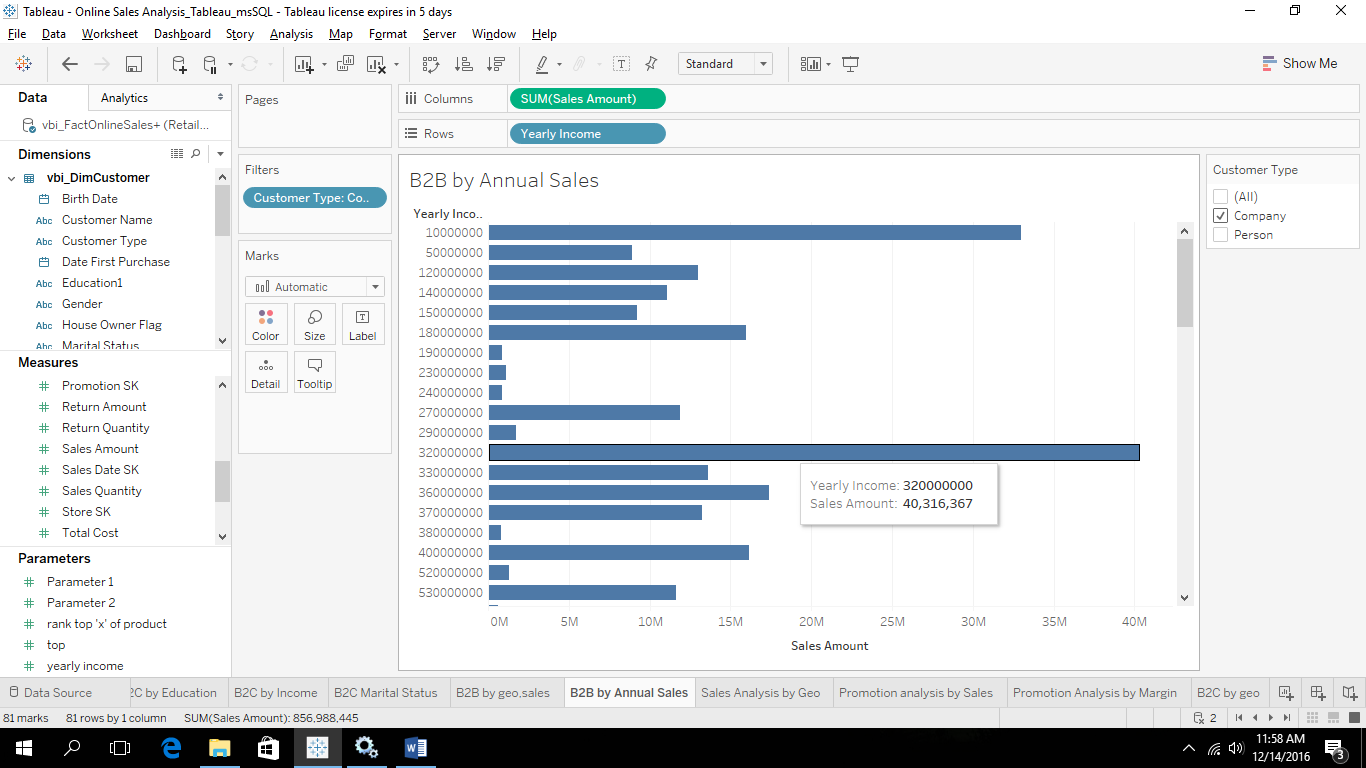 Tableau - Online Sales Analysis_Tableau_msSQL - Tableau license expires in 5 days
File Data Worksheet Dashboard Story Analysis Map Format Server Window Help
Standard
Show Me
Data
Analytics
vbi_FactOnlineSales+ (Retail...
Dimensions
vbi_DimCustomer
Birth Date
Abc Customer Name
Abc Customer Type
Date First Purchase
Abc Education1
Abc Gender
Abc House Owner Flag
Abc Marital Status
Measures
Promotion SK
Return Amount
Return Quantity
Sales Amount
Sales Date SK
Sales Quantity
Store SK
Total Cost
Parameters
Parameter 1
Parameter 2
rank top 'x' of product
top
yearly income
Pages
Filters
Customer Type: Co..
Marks
Automatic
Color Size Label
Detail Tooltip
Columns SUM(Sales Amount)
Rows Yearly Income
B2B by Annual Sales
Yearly Inco..
10000000
50000000
120000000
140000000
150000000
180000000
190000000
230000000
240000000
270000000
290000000
320000000
330000000
360000000
370000000
380000000
400000000
520000000
530000000
Yearly Income: 320000000
Sales Amount: 40,316,367
0M 5M 10M 15M 20M 25M 30M 35M 40M
Sales Amount
Customer Type
(All)
Company
Person
Data Source 2C by Education B2C by Income B2C Marital Status B2B by geo,sales B2B by Annual Sales Sales Analysis by Geo Promotion analysis by Sales Promotion Analysis by Margin B2C by geo
81 marks 81 rows by 1 column SUM(Sales Amount): 856,988,445 2
11:58 AM
12/14/2016
3